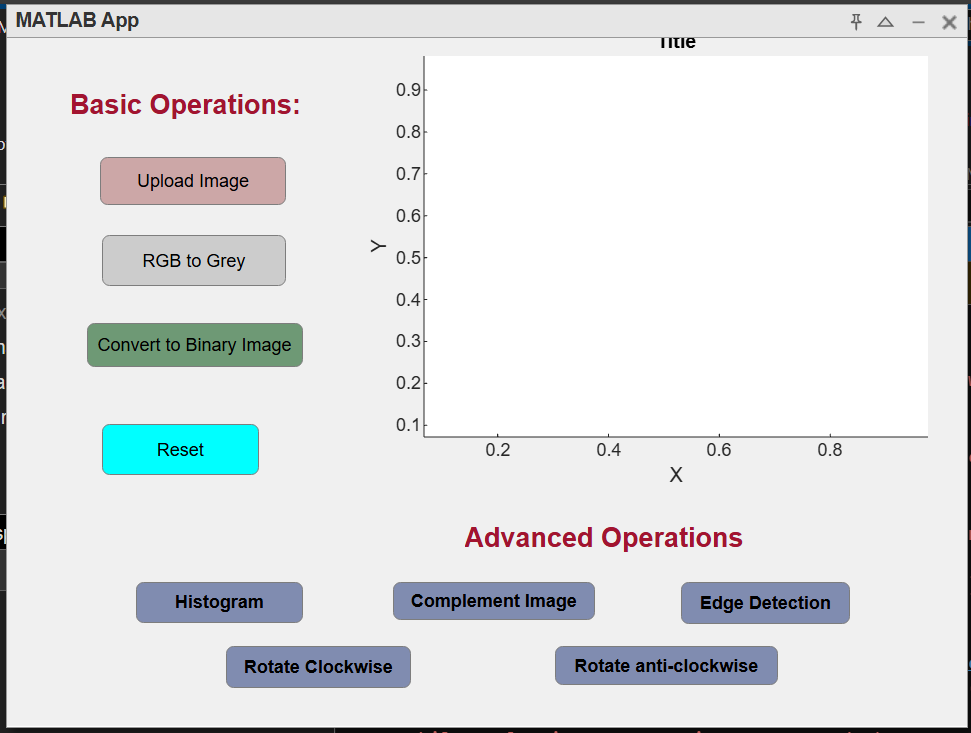 MATLAB App
Title
Basic Operations:
Upload Image
RGB to Grey
Convert to Binary Image
Reset
Y
0.9
0.8
0.7
0.6
0.5
0.4
0.3
0.2
0.1
0.2 0.4 0.6 0.8
X
Advanced Operations
Histogram Complement Image Edge Detection
Rotate Clockwise Rotate anti-clockwise